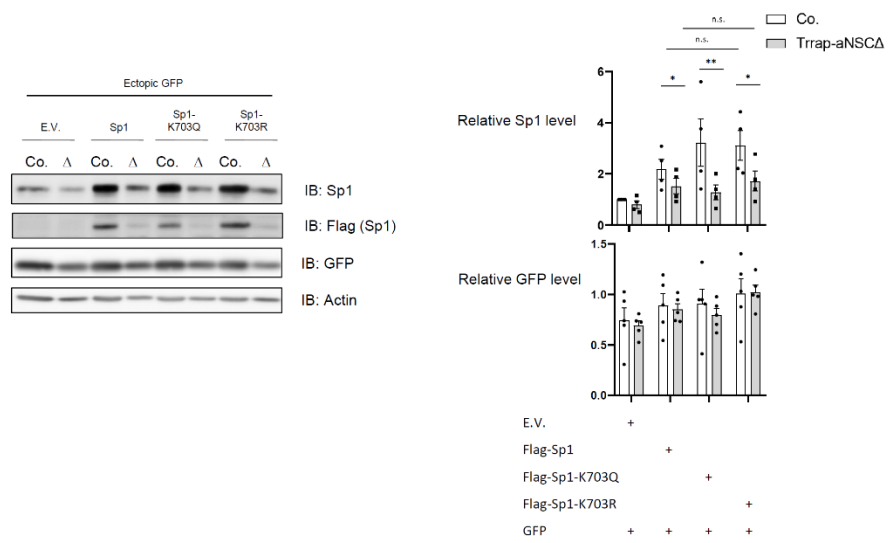 Ectopic GFP
E.V. Sp1 Sp1-K703Q Sp1-K703R
Co. Δ Co. Δ Co. Δ Co. Δ
IB: Sp1
IB: Flag (Sp1)
IB: GFP
IB: Actin
Co.
Trrap-aNSCΔ
n.s.
n.s.
* ** *
Relative Sp1 level
6
4
2
0
Relative GFP level
1.5
1.0
0.5
0.0
E.V. +
Flag-Sp1 +
Flag-Sp1-K703Q +
Flag-Sp1-K703R +
GFP + + + +